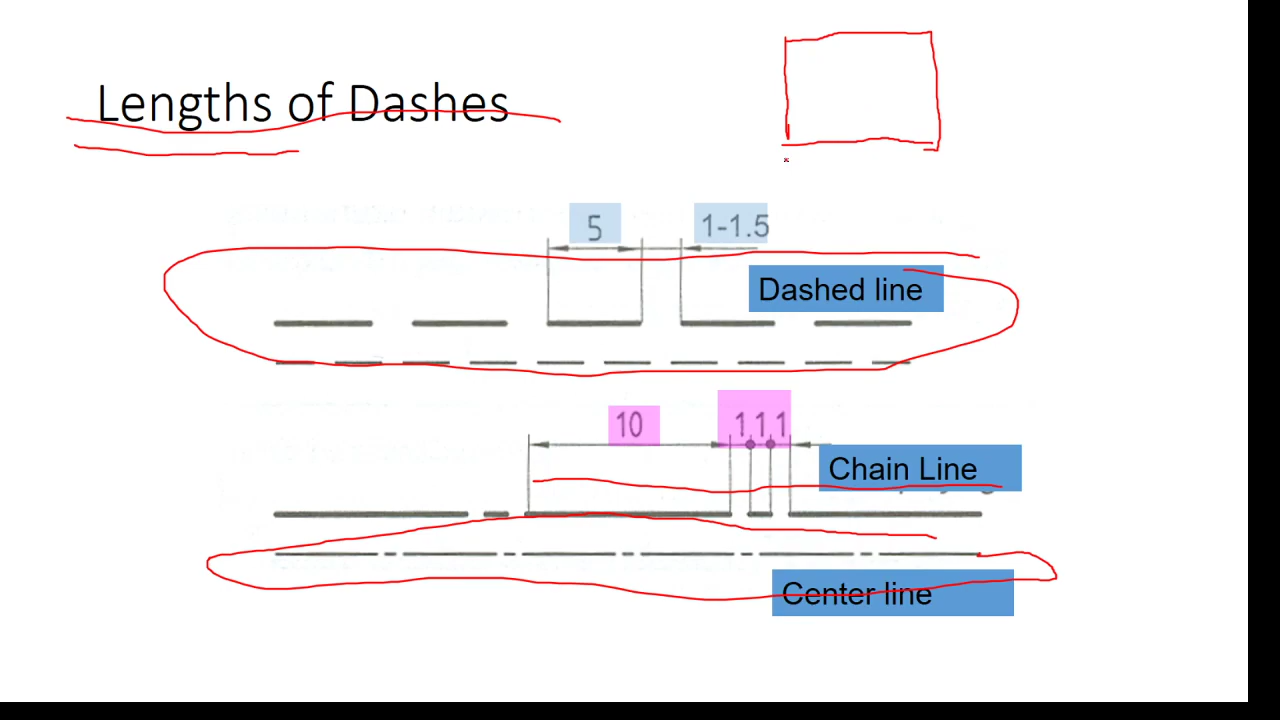 Lengths of Dashes
5
1-1.5
Dashed line
10
1 1 1
Chain Line
Center line